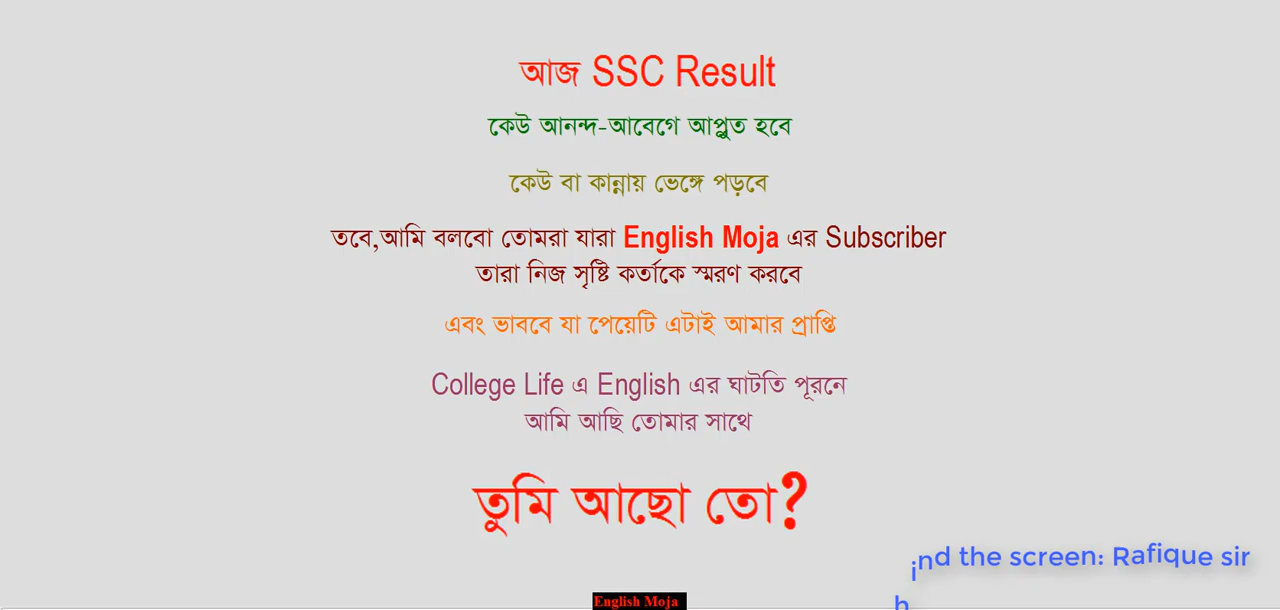 আজ SSC Result
কেউ আনন্দ-আবেগে আপ্লুত হবে
কেউ বা কান্নায় ভেঙ্গে পড়বে
তবে,আমি বলবো তোমরা যারা English Moja এর Subscriber
তারা নিজ সৃষ্টি কর্তাকে স্মরণ করবে
এবং ভাববে যা পেয়েটি এটাই আমার প্রাপ্তি
College Life এ English এর ঘাটতি পূরনে
আমি আছি তোমার সাথে
তুমি আছো তো?
ind the screen: Rafique sir
English Moja